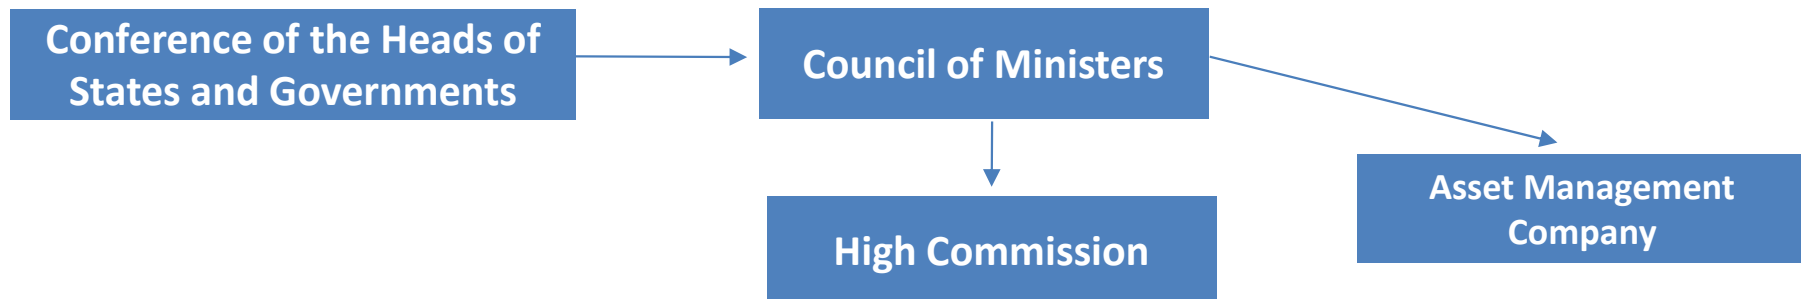 Conference of the Heads of
States and Governments
Council of Ministers
High Commission
Asset Management
Company